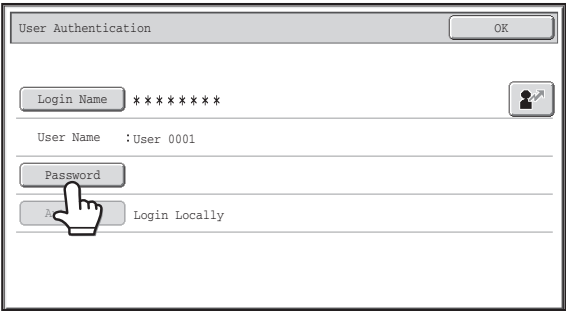 User Authentication OK
Login Name ********
User Name :User 0001
Password
Login Locally